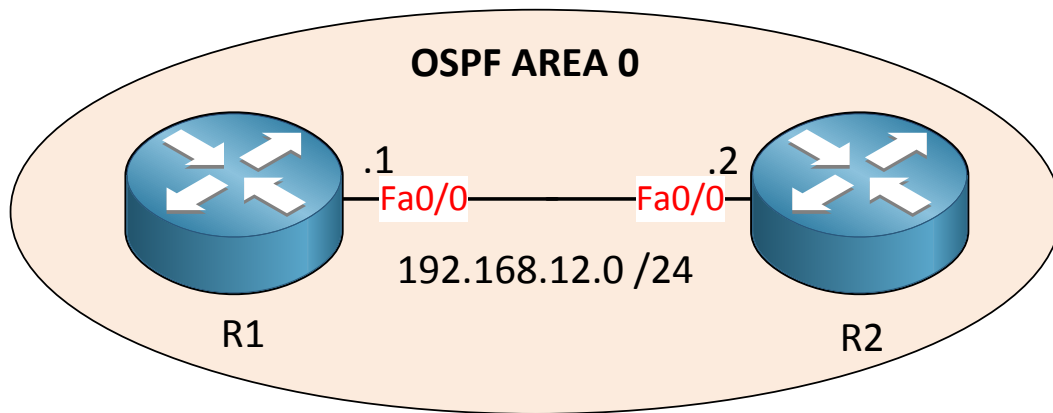 OSPF AREA 0
.1 .2
Fa0/0 Fa0/0
192.168.12.0 /24
R1 R2